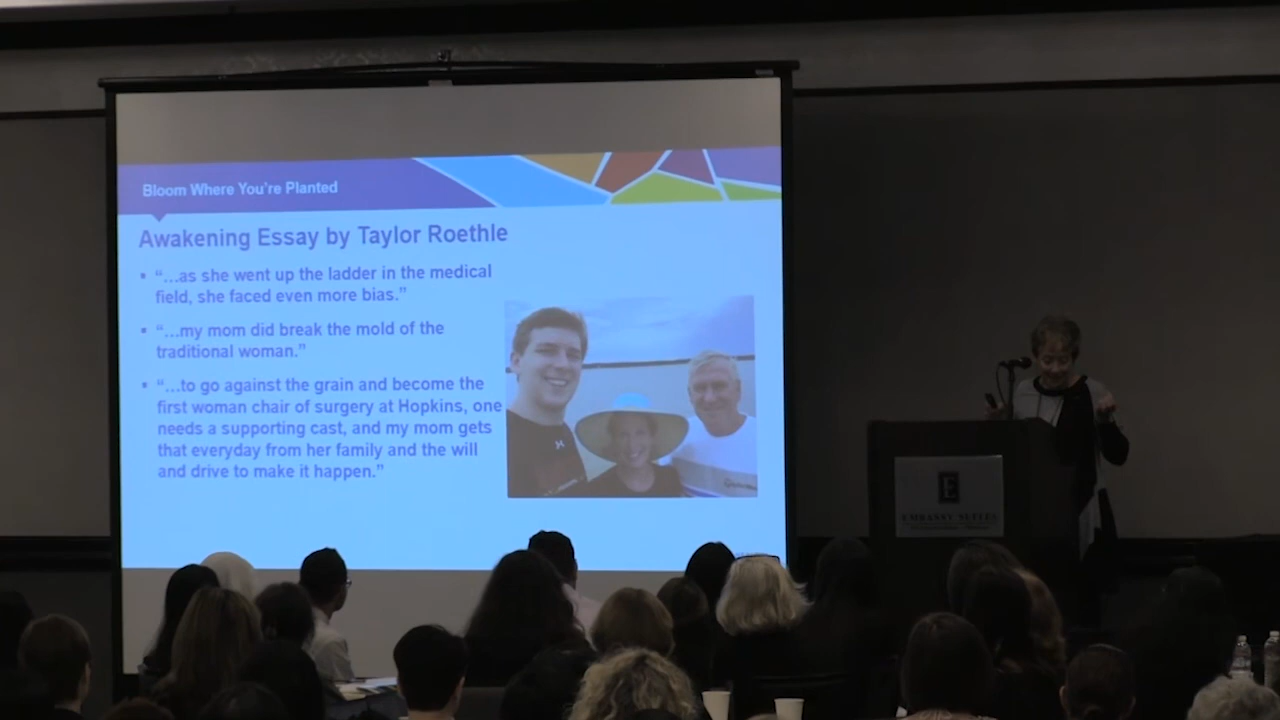 Bloom Where You're Planted
Awakening Essay by Taylor Roethle
▪ “...as she went up the ladder in the medical
field, she faced even more bias.”
▪ “...my mom did break the mold of the
traditional woman.”
▪ “...to go against the grain and become the
first woman chair of surgery at Hopkins, one
needs a supporting cast, and my mom gets
that everyday from her family and the will
and drive to make it happen.”
E
EMBASSY SUITES